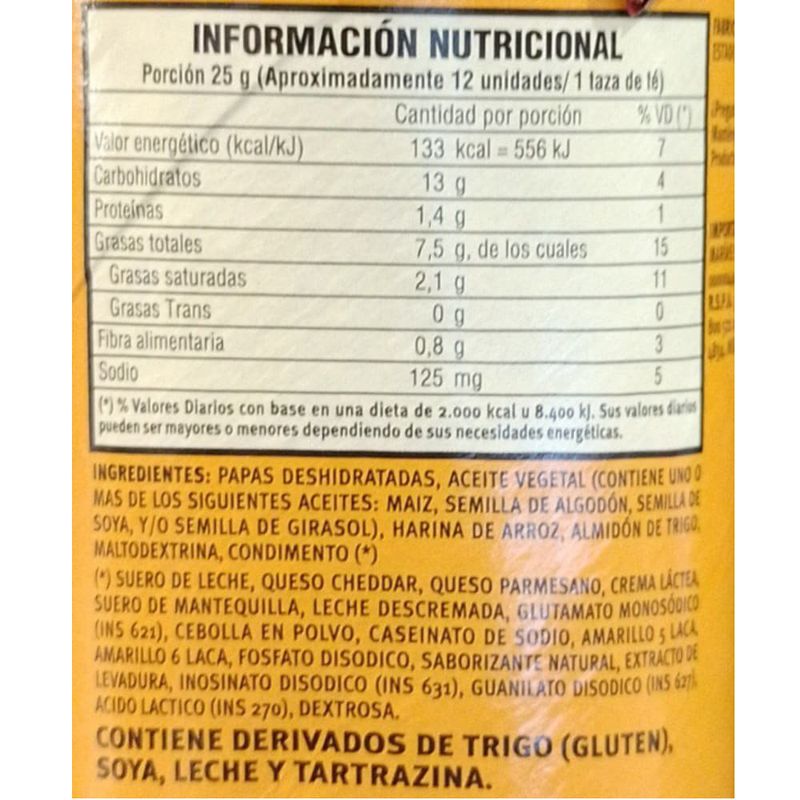 INFORMACIÓN NUTRICIONAL
Porción 25 g (Aproximadamente 12 unidades/ 1 taza de té)
Cantidad por porción % VD (*)
Valor energético (kcal/kJ) 133 kcal = 556 kJ 7
Carbohidratos 13 g 4
Proteínas 1,4 g 1
Grasas totales 7,5 g, de los cuales 15
Grasas saturadas 2,1 g 11
Grasas Trans 0 g 0
Fibra alimentaria 0,8 g 3
Sodio 125 mg 5
(*) % Valores Diarios con base en una dieta de 2.000 kcal u 8.400 kJ. Sus valores diarios
pueden ser mayores o menores dependiendo de sus necesidades energéticas.
INGREDIENTES: PAPAS DESHIDRATADAS, ACEITE VEGETAL (CONTIENE UNO O
MAS DE LOS SIGUIENTES ACEITES: MAIZ, SEMILLA DE ALGODÓN, SEMILLA DE
SOYA, Y/O SEMILLA DE GIRASOL), HARINA DE ARROZ, ALMIDÓN DE TRIGO,
MALTODEXTRINA, CONDIMENTO (*)
(*) SUERO DE LECHE, QUESO CHEDDAR, QUESO PARMESANO, CREMA LÁCTEA,
SUERO DE MANTEQUILLA, LECHE DESCREMADA, GLUTAMATO MONOSÓDICO
(INS 621), CEBOLLA EN POLVO, CASEINATO DE SODIO, AMARILLO 5 LACA,
AMARILLO 6 LACA, FOSFATO DISODICO, SABORIZANTE NATURAL, EXTRACTO DE
LEVADURA, INOSINATO DISODICO (INS 631), GUANILATO DISODICO (INS 627),
ACIDO LACTICO (INS 270), DEXTROSA.
CONTIENE DERIVADOS DE TRIGO (GLUTEN),
SOYA, LECHE Y TARTRAZINA.